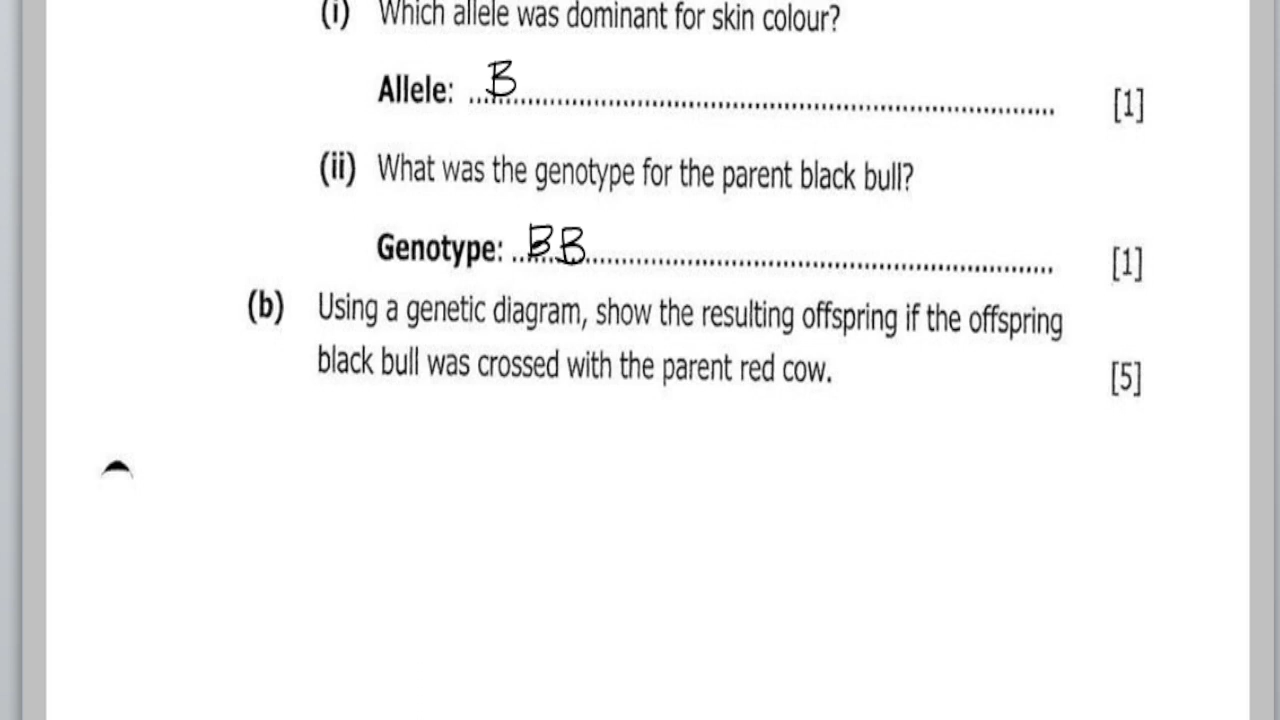 (i) Which allele was dominant for skin colour?
Allele: B [1]
(ii) What was the genotype for the parent black bull?
Genotype: BB [1]
(b) Using a genetic diagram, show the resulting offspring if the offspring
black bull was crossed with the parent red cow. [5]